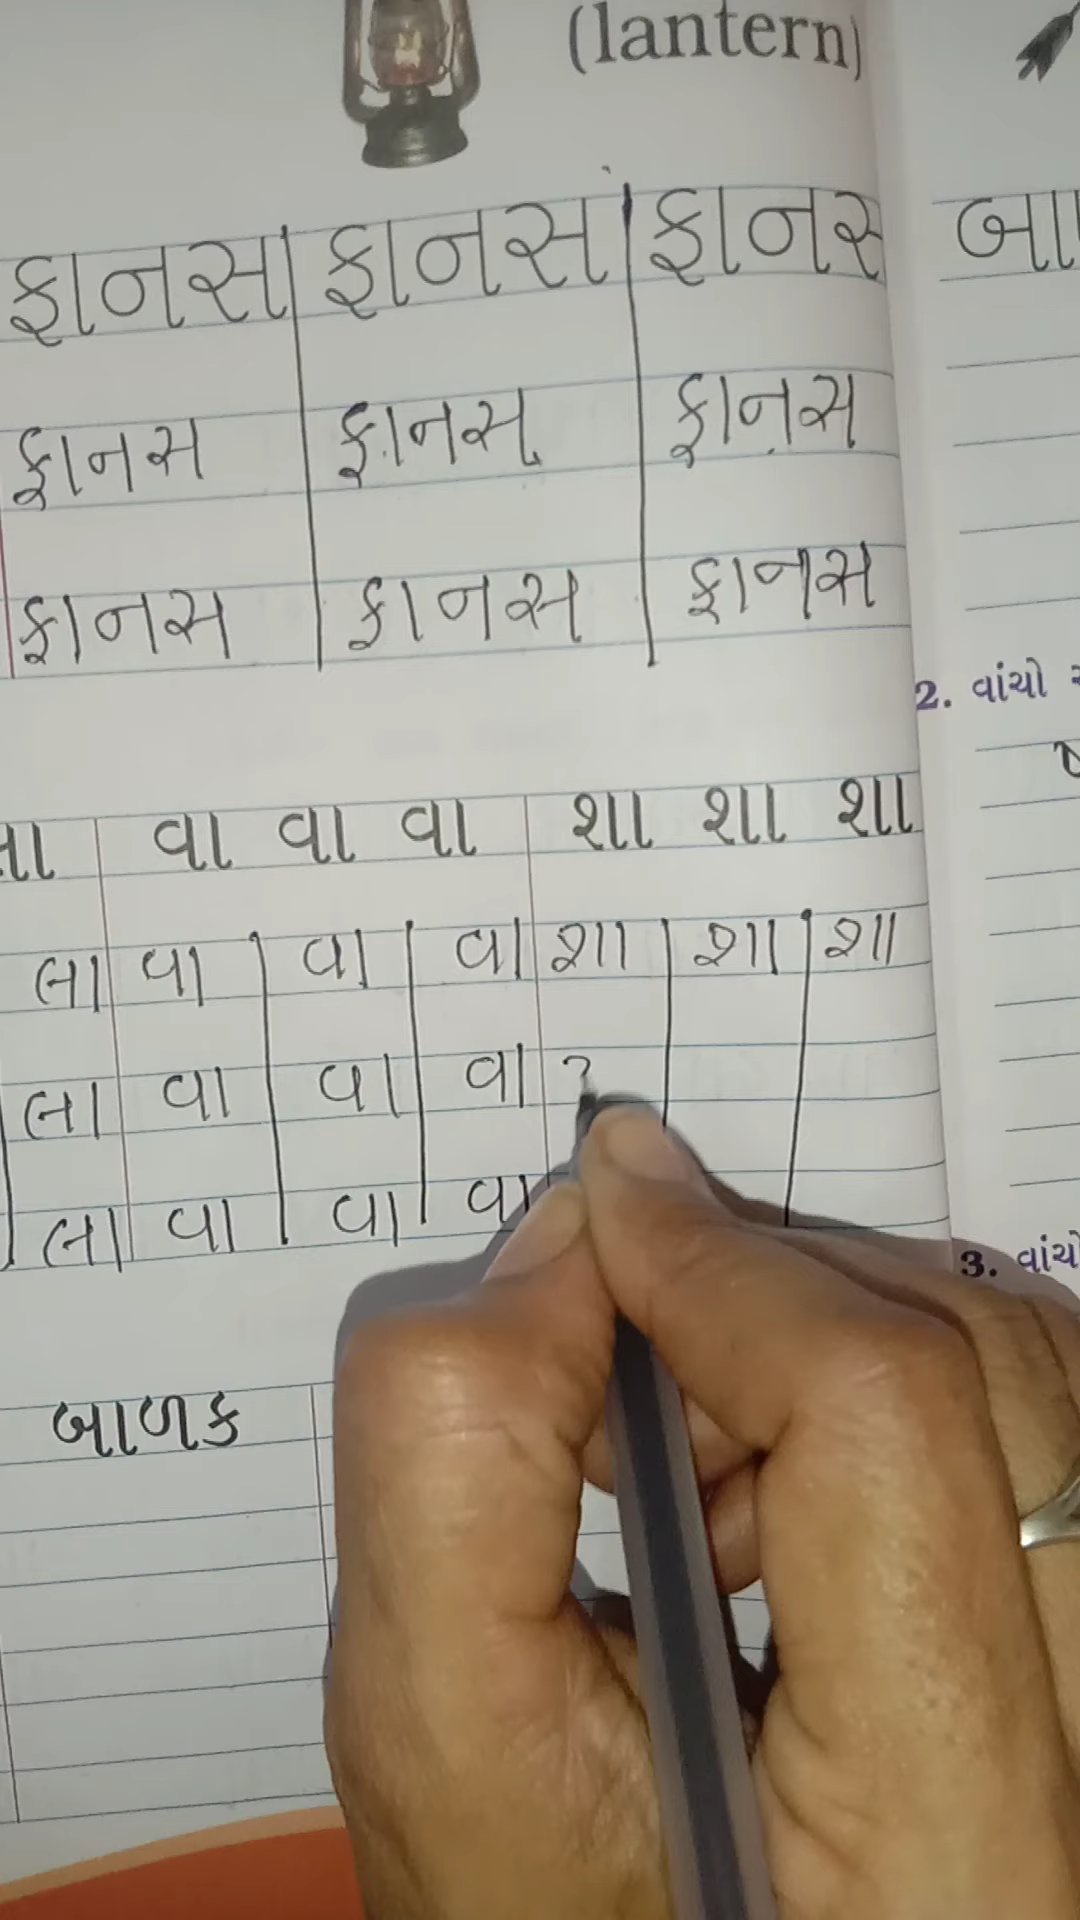 (lantern)
ફાનસ ફાનસ ફાનસ બા
ફાનસ ફાનસ ફાનસ
ફાનસ ફાનસ ફાનસ
2. વાંચો
વા વા વા શા શા શા
લા વા વા વા શા શા શા
લા વા વા વા
લા વા વા વા
3. વાંચો
બાળક